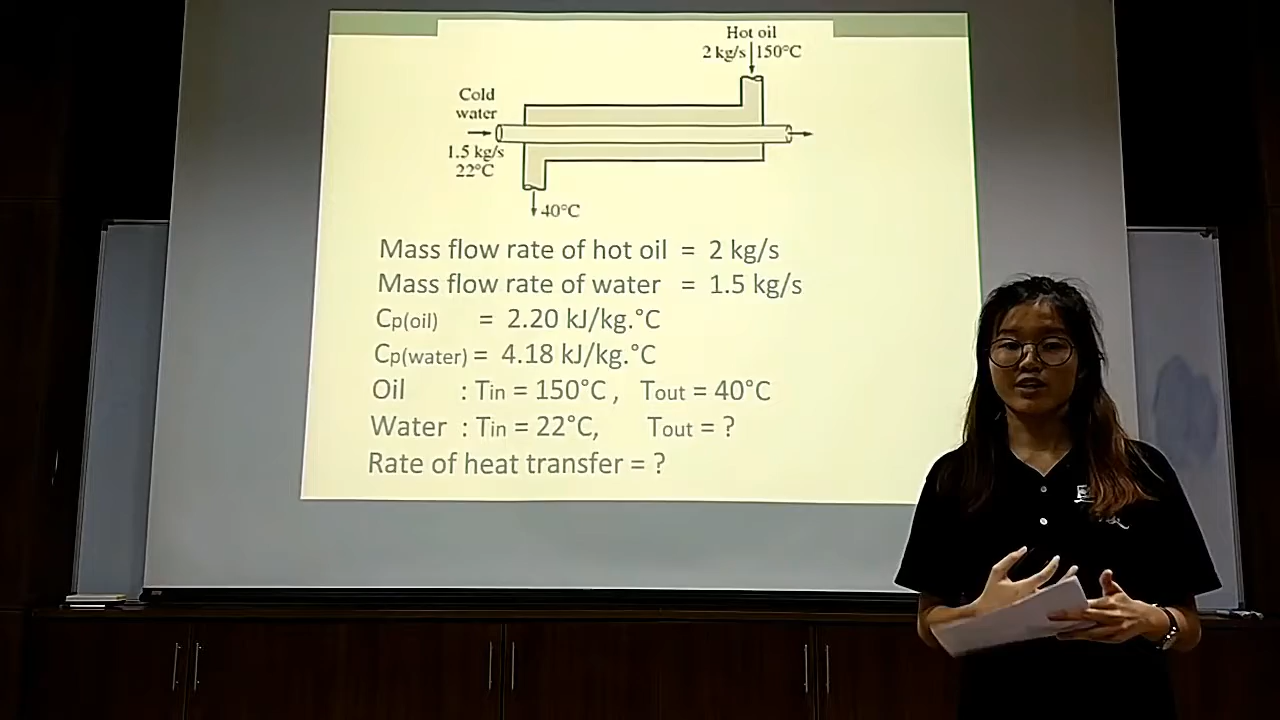 Hot oil
2 kg/s 150°C
Cold
water
1.5 kg/s
22°C
40°C
Mass flow rate of hot oil = 2 kg/s
Mass flow rate of water = 1.5 kg/s
Cp(oil) = 2.20 kJ/kg.°C
Cp(water) = 4.18 kJ/kg.°C
Oil : Tin = 150°C , Tout = 40°C
Water : Tin = 22°C, Tout = ?
Rate of heat transfer = ?